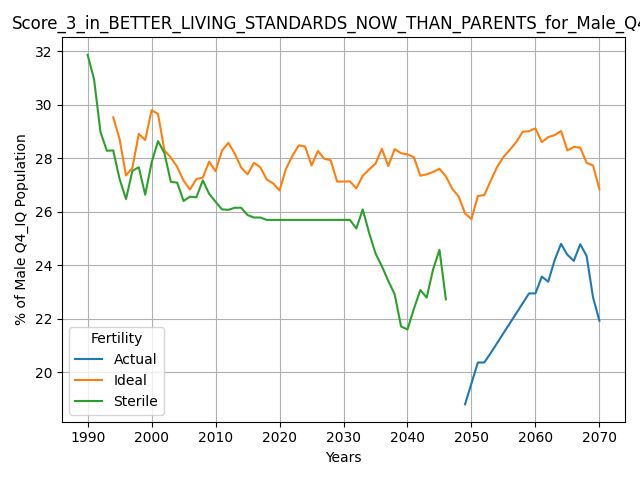 Score_3_in_BETTER_LIVING_STANDARDS_NOW_THAN_PARENTS_for_Male_Q4
% of Male Q4_IQ Population
32
30
28
26
24
22
20
Fertility
Actual
Ideal
Sterile
1990 2000 2010 2020 2030 2040 2050 2060 2070
Years